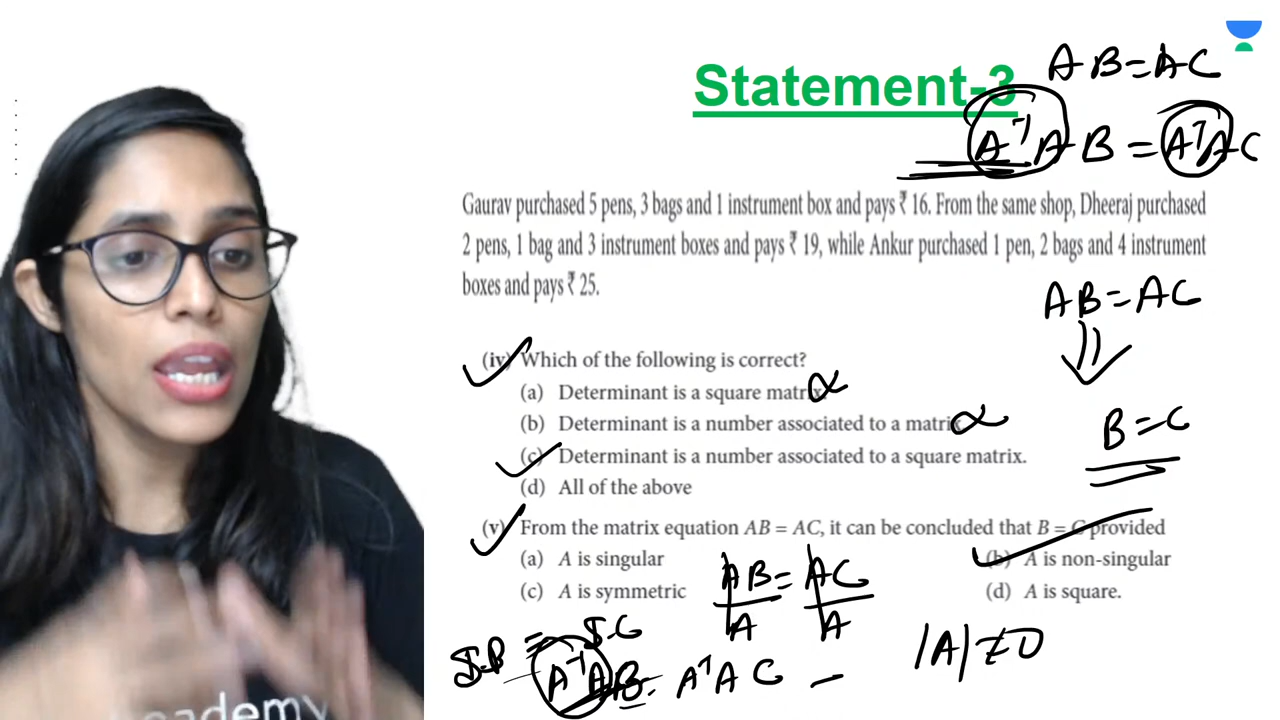 Statement-3
AB=AC
A⁻¹AB=A⁻¹AC
Gaurav purchased 5 pens, 3 bags and 1 instrument box and pays ₹ 16. From the same shop, Dheeraj purchased
2 pens, 1 bag and 3 instrument boxes and pays ₹ 19, while Ankur purchased 1 pen, 2 bags and 4 instrument
boxes and pays ₹ 25.
AB=AC
B=C
(iv) Which of the following is correct?
(a) Determinant is a square matrix.
(b) Determinant is a number associated to a matrix.
(c) Determinant is a number associated to a square matrix.
(d) All of the above
(v) From the matrix equation AB = AC, it can be concluded that B = C provided
(a) A is singular (b) A is non-singular
(c) A is symmetric (d) A is square.
AB=AC
A A
I·B = I·C
A⁻¹AB = A⁻¹AC
|A|≠0
academy